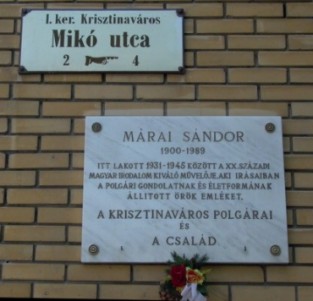 I. ker. Krisztinaváros
Mikó utca
2 4
MÁRAI SÁNDOR
1900-1989
ITT LAKOTT 1931-1945 KÖZÖTT A XX. SZÁZADI
MAGYAR IRODALOM KIVÁLÓ MŰVELŐJE, AKI ÍRÁSAIBAN
A POLGÁRI GONDOLATNAK ÉS ÉLETFORMÁNAK
ÁLLÍTOTT ÖRÖK EMLÉKET.
A KRISZTINAVÁROS POLGÁRAI
ÉS
A CSALÁD